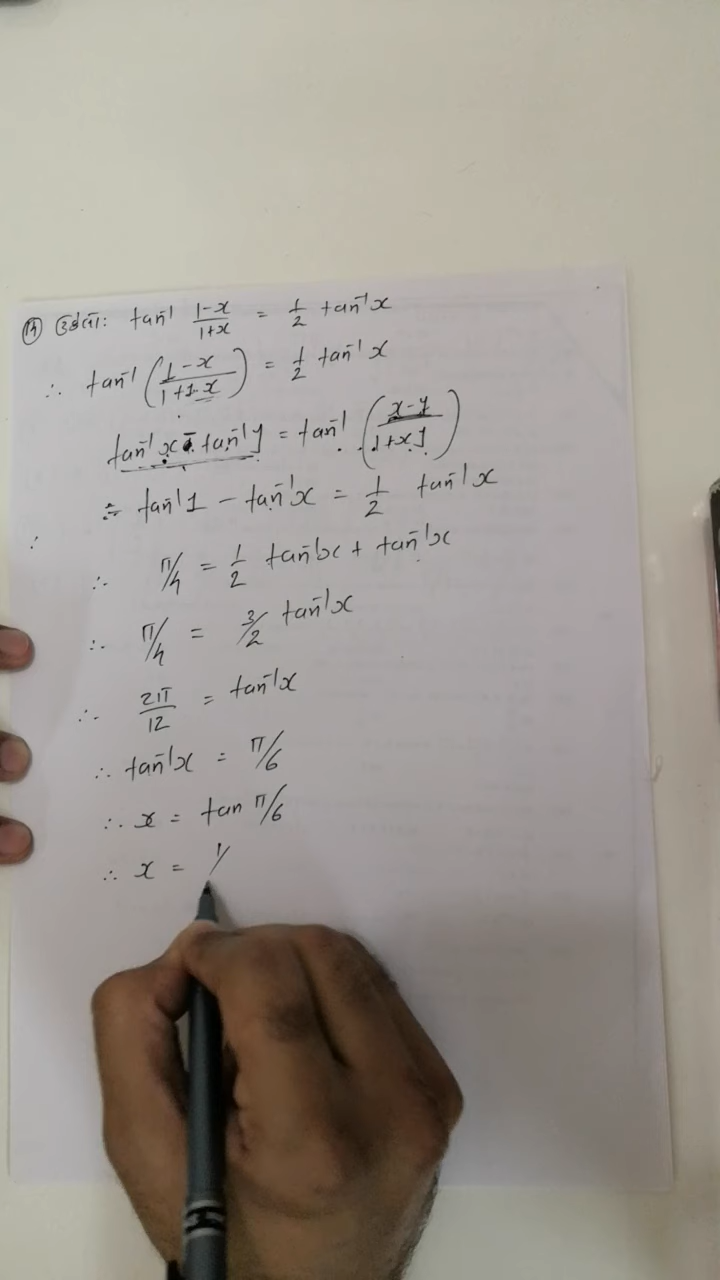 (14) ઉકેલો: tan⁻¹ (1-x)/(1+x) = 1/2 tan⁻¹x
∴ tan⁻¹((1-x)/(1+1·x)) = 1/2 tan⁻¹x
tan⁻¹x - tan⁻¹y = tan⁻¹((x-y)/(1+xy))
∴ tan⁻¹1 - tan⁻¹x = 1/2 tan⁻¹x
∴ π/4 = 1/2 tan⁻¹x + tan⁻¹x
∴ π/4 = 3/2 tan⁻¹x
∴ 2π/12 = tan⁻¹x
∴ tan⁻¹x = π/6
∴ x = tan π/6
∴ x = 1/